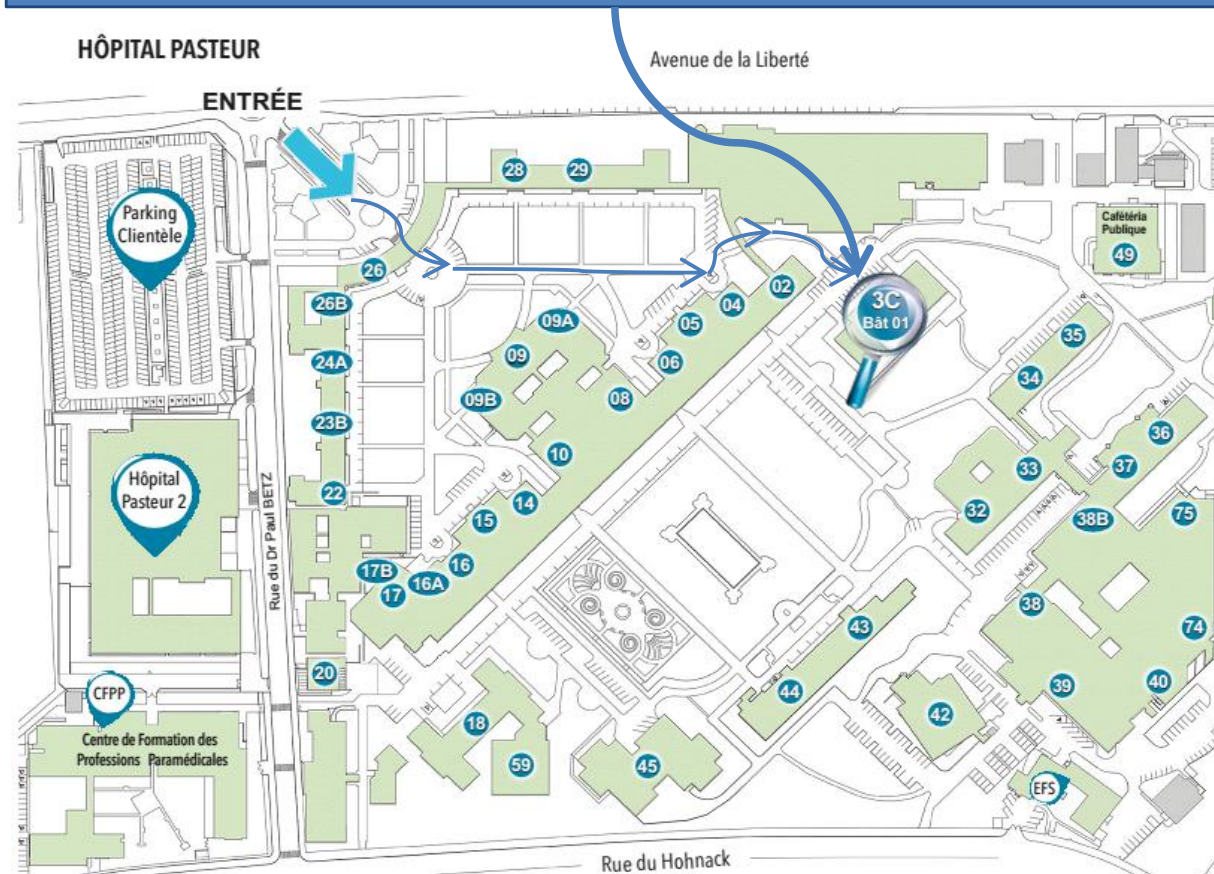 HÔPITAL PASTEUR
Avenue de la Liberté
ENTRÉE
28
29
Parking
Clientèle
Cafétéria
Publique
49
26
02
26B
04
3C
Bât 01
09A
05
35
24A
09
06
34
09B
08
23B
36
10
33
37
Hôpital
Pasteur 2
22
14
15
32
38B
75
Rue du Dr Paul BETZ
17B
16
16A
17
38
43
74
20
44
39
40
CFPP
42
18
Centre de Formation des
Professions Paramédicales
59
45
EFS
Rue du Hohnack